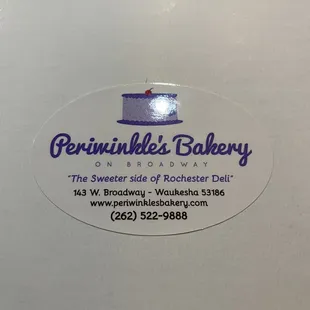 Periwinkle's Bakery
ON BROADWAY
"The Sweeter side of Rochester Deli"
143 W. Broadway - Waukesha 53186
www.periwinklesbakery.com
(262) 522-9888